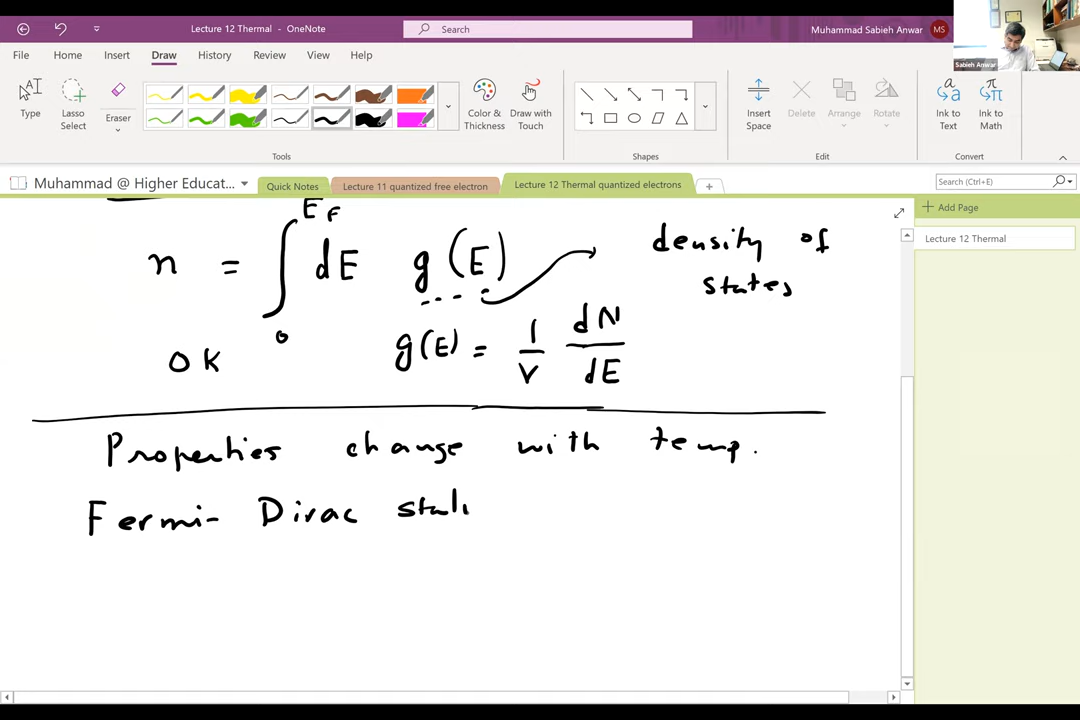 Lecture 12 Thermal - OneNote
Search
Muhammad Sabieh Anwar
MS
Sabieh Anwar
File Home Insert Draw History Review View Help
Type
Lasso Select
Eraser
Color & Thickness
Draw with Touch
Insert Space
Delete
Arrange
Rotate
Ink to Text
Ink to Math
Tools
Shapes
Edit
Convert
Muhammad @ Higher Educat...
Quick Notes
Lecture 11 quantized free electron
Lecture 12 Thermal quantized electrons
Search (Ctrl+E)
Add Page
Lecture 12 Thermal
n = ∫₀^{E_F} dE g(E) density of
states
0 K g(E) = 1/V dN/dE
Properties change with temp.
Fermi- Dirac